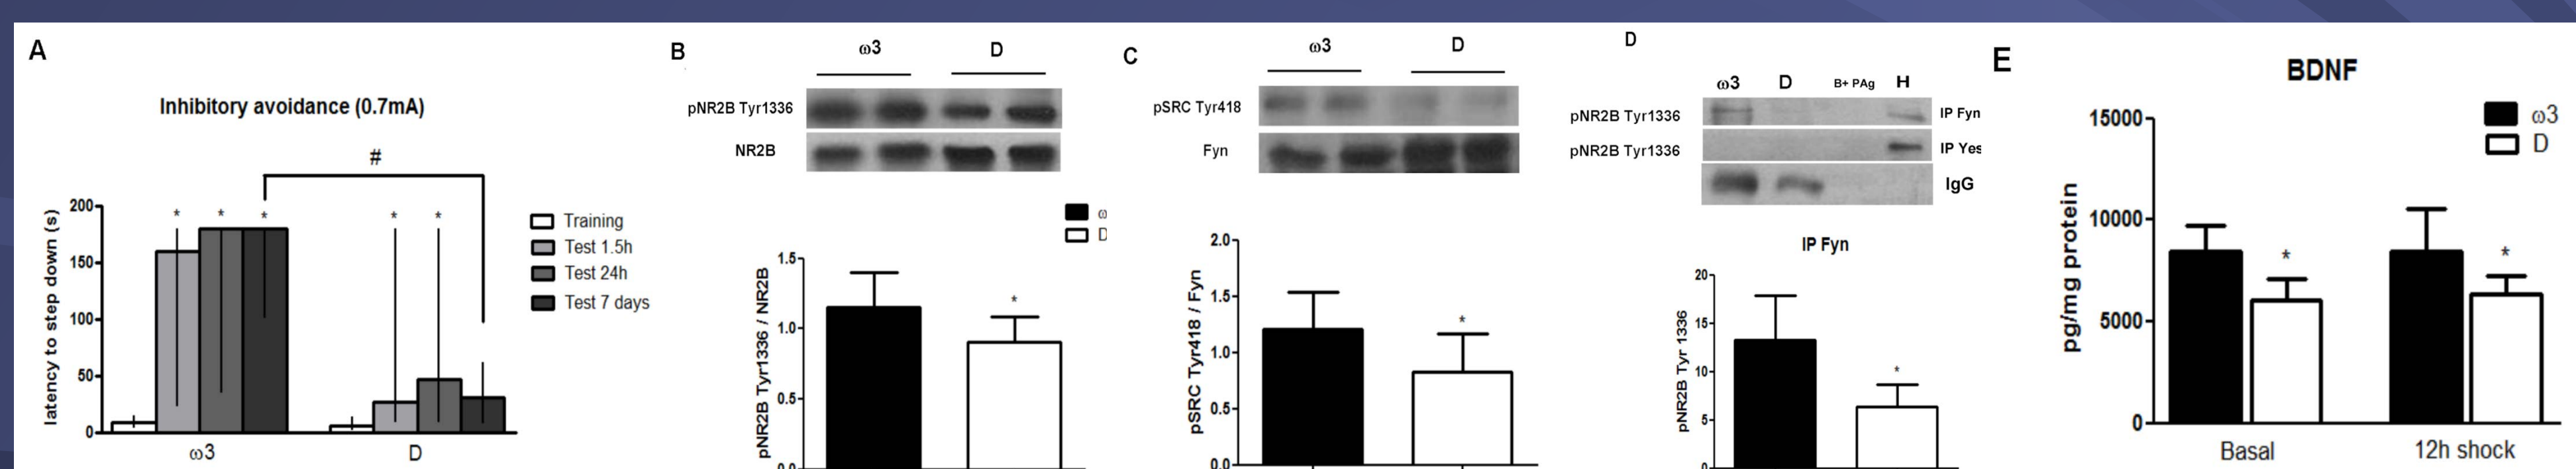 A
Inhibitory avoidance (0.7mA)
#
* * * * *
latency to step down (s)
200
150
100
50
0
ω3 D
Training
Test 1.5h
Test 24h
Test 7 days
B
ω3 D
pNR2B Tyr1336
NR2B
ω
D
pNR2B Tyr1336 / NR2B
1.5
1.0
0.5
0.0
*
C
ω3 D
pSRC Tyr418
Fyn
pSRC Tyr418 / Fyn
2.0
1.5
1.0
0.5
0.0
*
D
ω3 D B+ PAg H
pNR2B Tyr1336 IP Fyn
pNR2B Tyr1336 IP Yes
IgG
IP Fyn
pNR2B Tyr 1336
20
15
10
5
*
E
BDNF
ω3
D
pg/mg protein
15000
10000
5000
0
* *
Basal 12h shock